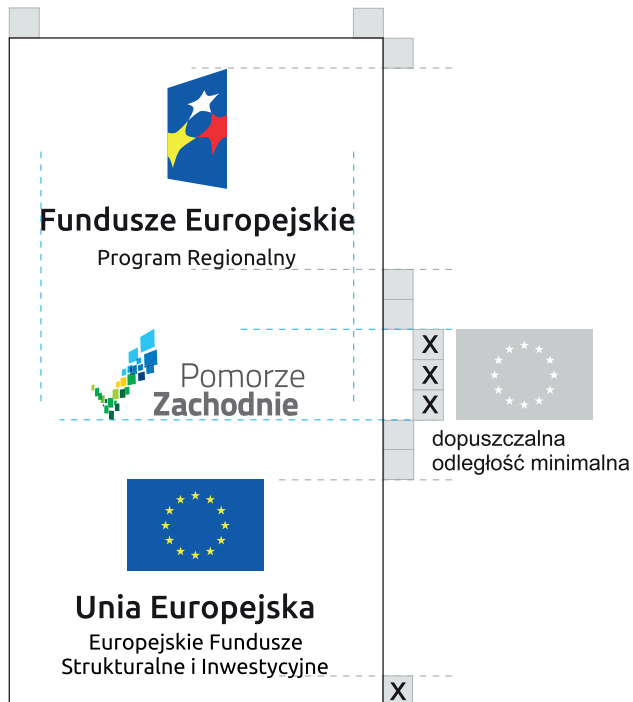 Fundusze Europejskie
Program Regionalny
Pomorze
Zachodnie
X
X
X
dopuszczalna
odległość minimalna
Unia Europejska
Europejskie Fundusze
Strukturalne i Inwestycyjne
X